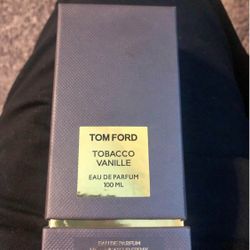 TOM FORD
TOBACCO
VANILLE
EAU DE PARFUM
100 ML
EAU DE PARFUM